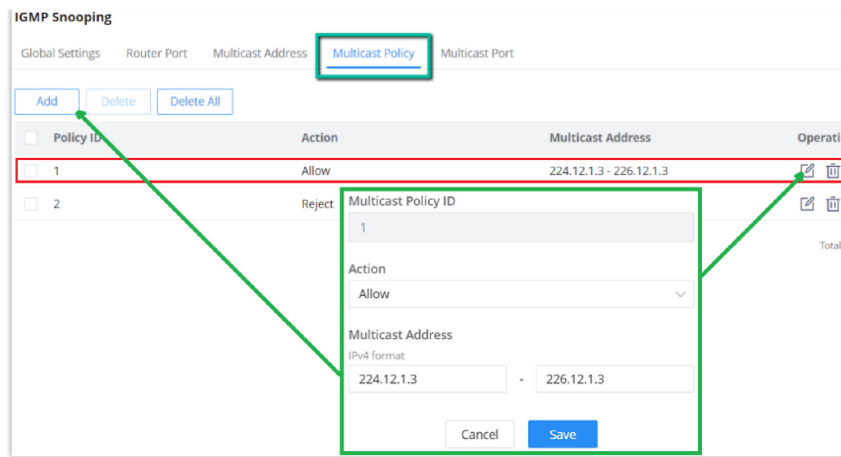 IGMP Snooping
Global Settings Router Port Multicast Address Multicast Policy Multicast Port
Add Delete Delete All
Policy ID Action Multicast Address Operati
1 Allow 224.12.1.3 - 226.12.1.3
2 Reject
Total
Multicast Policy ID
1
Action
Allow
Multicast Address
IPv4 format
224.12.1.3 - 226.12.1.3
Cancel Save